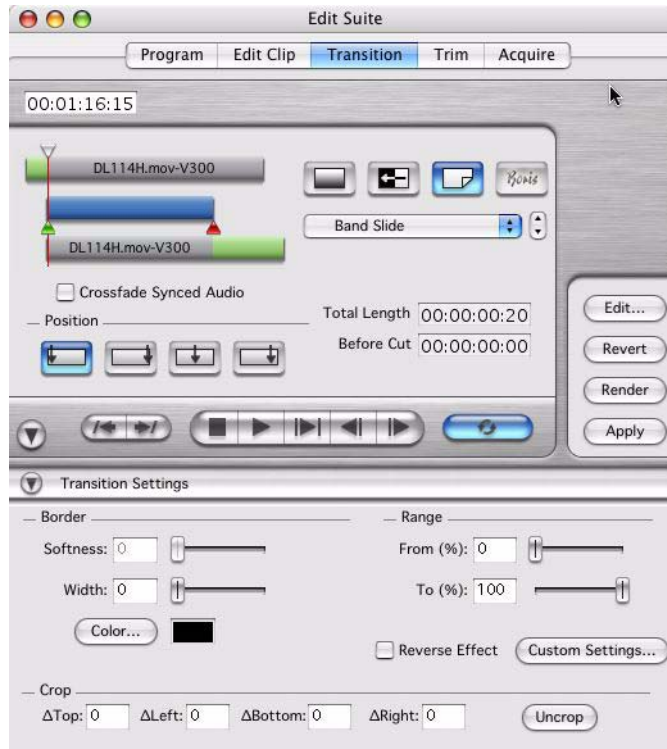 Edit Suite
Program Edit Clip Transition Trim Acquire
00:01:16:15
DL114H.mov-V300
Boris
Band Slide
DL114H.mov-V300
Crossfade Synced Audio
Total Length 00:00:00:20
Position
Before Cut 00:00:00:00
Edit...
Revert
Render
Apply
Transition Settings
Border
Range
Softness: 0
From (%): 0
Width: 0
To (%): 100
Color...
Reverse Effect
Custom Settings...
Crop
ΔTop: 0 ΔLeft: 0 ΔBottom: 0 ΔRight: 0
Uncrop